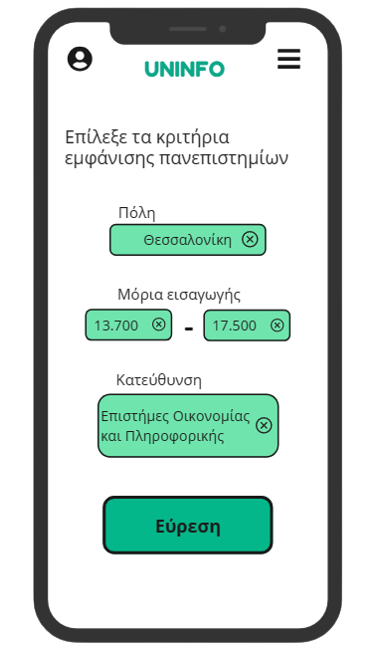 UNINFO
Επίλεξε τα κριτήρια
εμφάνισης πανεπιστημίων
Πόλη
Θεσσαλονίκη
Μόρια εισαγωγής
13.700 - 17.500
Κατεύθυνση
Επιστήμες Οικονομίας
και Πληροφορικής
Εύρεση